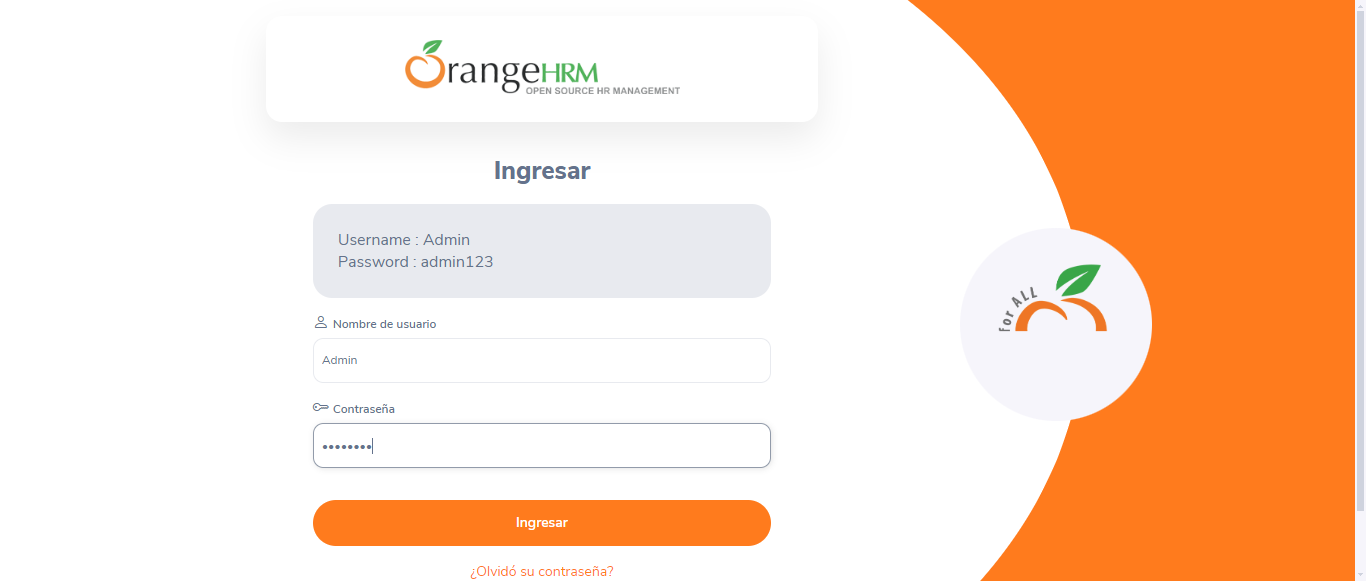 OrangeHRM
OPEN SOURCE HR MANAGEMENT
Ingresar
Username : Admin
Password : admin123
Nombre de usuario
Admin
Contraseña
••••••••
Ingresar
¿Olvidó su contraseña?
for ALL